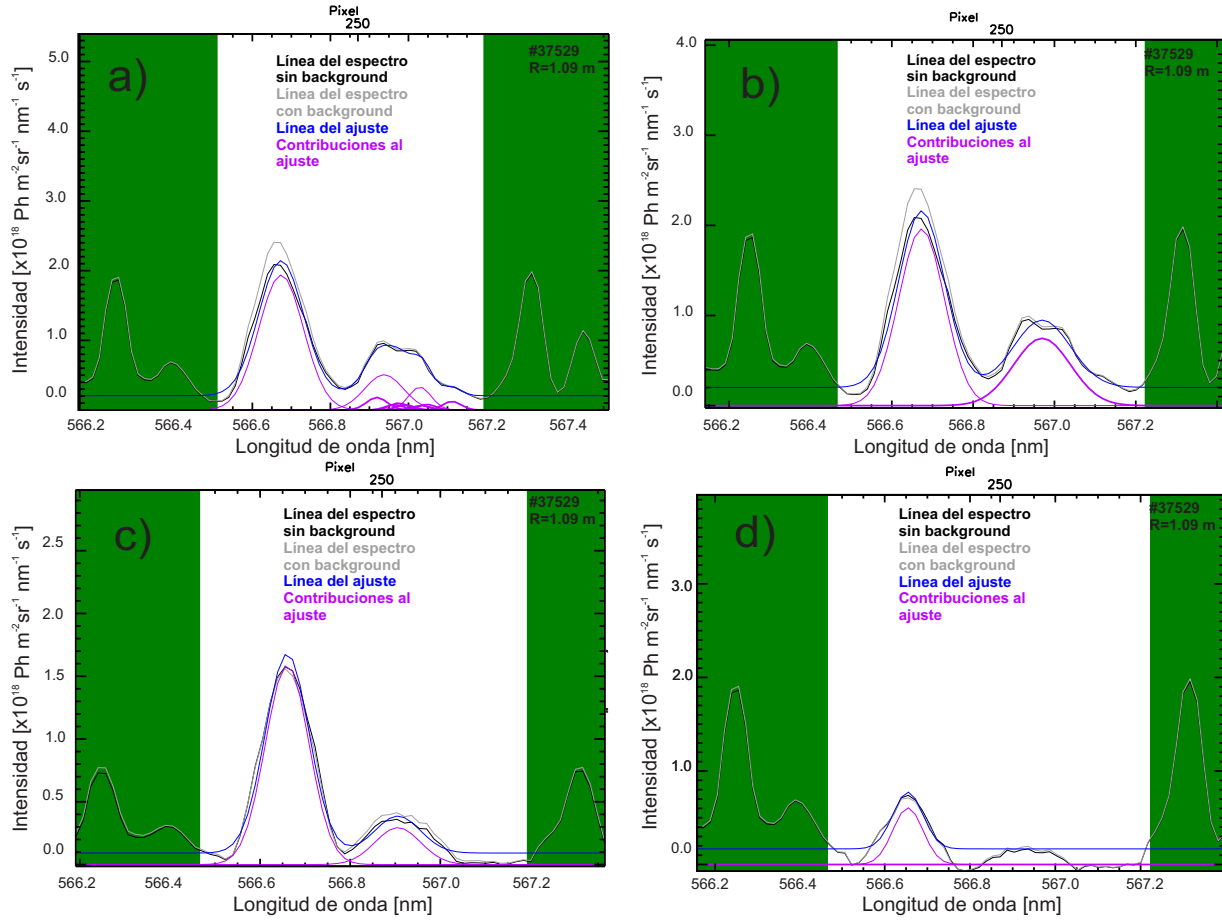 Pixel
250
a)
#37529
R=1.09 m
Línea del espectro
sin background
Línea del espectro
con background
Línea del ajuste
Contribuciones al
ajuste
Intensidad [x10¹⁸ Ph m⁻²sr⁻¹ nm⁻¹ s⁻¹]
5.0
4.0
3.0
2.0
1.0
0.0
566.2 566.4 566.6 566.8 567.0 567.2 567.4
Longitud de onda [nm]
Pixel
250
b)
#37529
R=1.09 m
Línea del espectro
sin background
Línea del espectro
con background
Línea del ajuste
Contribuciones al
ajuste
Intensidad [x10¹⁸ Ph m⁻²sr⁻¹ nm⁻¹ s⁻¹]
4.0
3.0
2.0
1.0
0.0
566.2 566.4 566.6 566.8 567.0 567.2
Longitud de onda [nm]
Pixel
250
c)
#37529
R=1.09 m
Línea del espectro
sin background
Línea del espectro
con background
Línea del ajuste
Contribuciones al
ajuste
Intensidad [x10¹⁸ Ph m⁻²sr⁻¹ nm⁻¹ s⁻¹]
2.5
2.0
1.5
1.0
0.5
0.0
566.2 566.4 566.6 566.8 567.0 567.2
Longitud de onda [nm]
Pixel
250
d)
#37529
R=1.09 m
Línea del espectro
sin background
Línea del espectro
con background
Línea del ajuste
Contribuciones al
ajuste
Intensidad [x10¹⁸ Ph m⁻²sr⁻¹ nm⁻¹ s⁻¹]
3.0
2.0
1.0
0.0
566.2 566.4 566.6 566.8 567.0 567.2
Longitud de onda [nm]